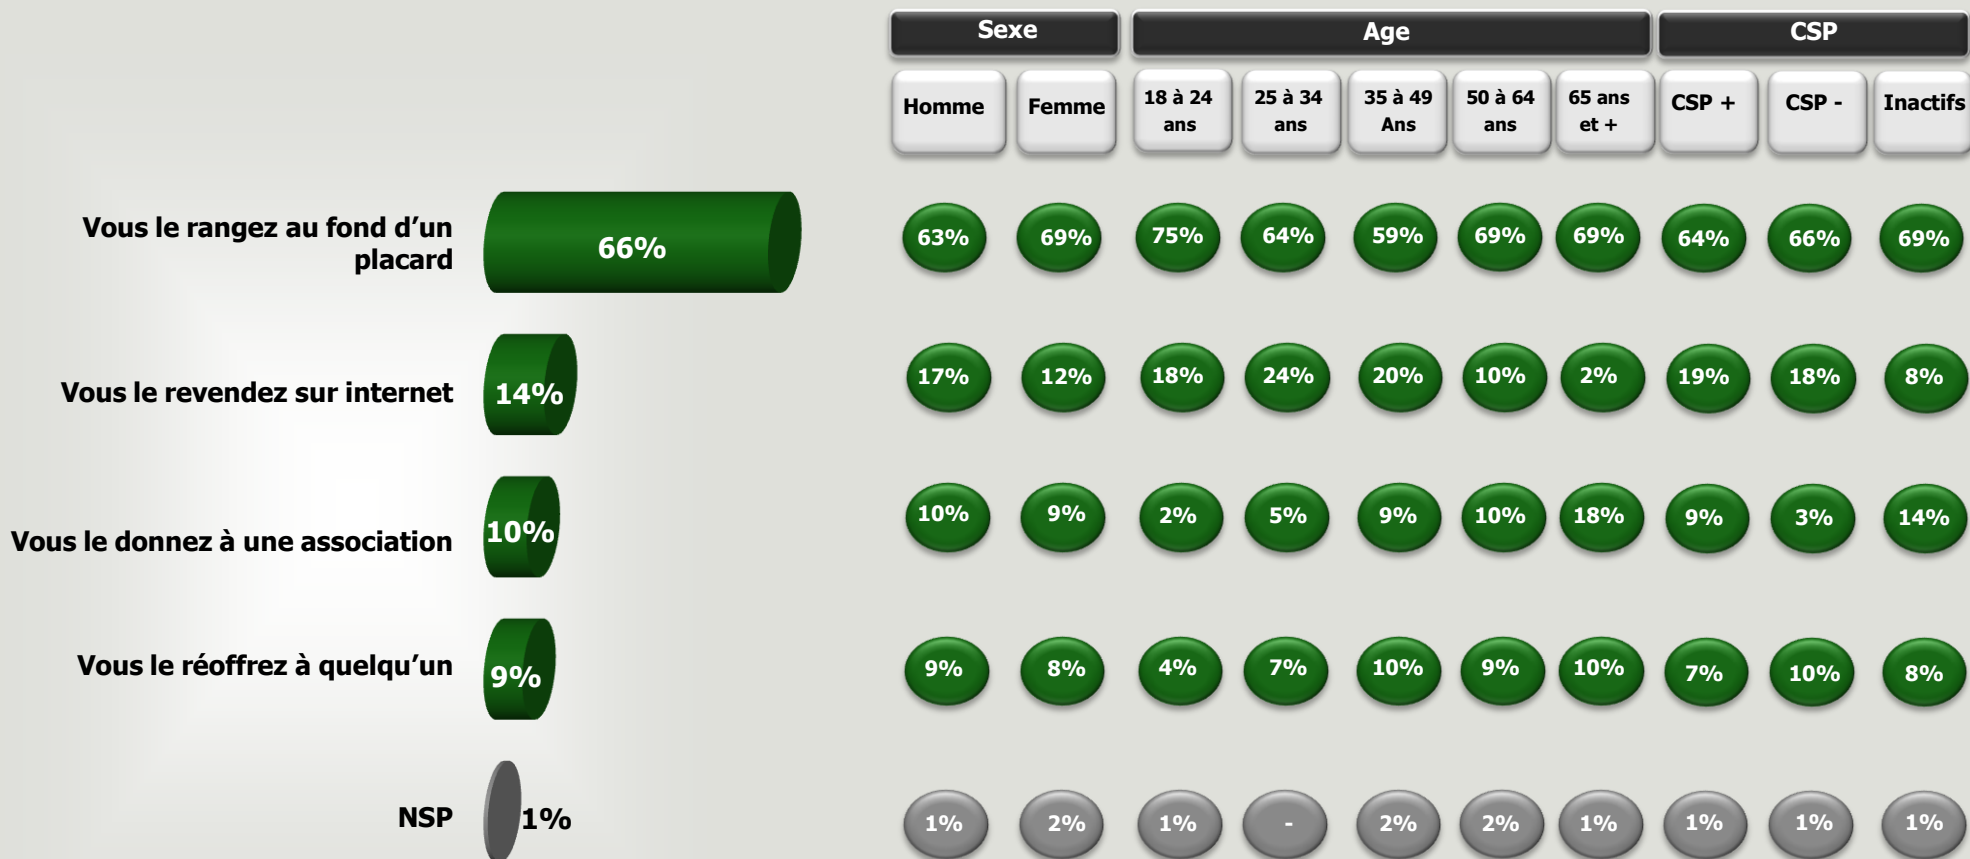 Sexe Age CSP
Homme Femme 18 à 24 ans 25 à 34 ans 35 à 49 Ans 50 à 64 ans 65 ans et + CSP + CSP - Inactifs
Vous le rangez au fond d’un
placard
66% 63% 69% 75% 64% 59% 69% 69% 64% 66% 69%
Vous le revendez sur internet 14% 17% 12% 18% 24% 20% 10% 2% 19% 18% 8%
Vous le donnez à une association 10% 10% 9% 2% 5% 9% 10% 18% 9% 3% 14%
Vous le réoffrez à quelqu’un 9% 9% 8% 4% 7% 10% 9% 10% 7% 10% 8%
NSP 1% 1% 2% 1% - 2% 2% 1% 1% 1% 1%